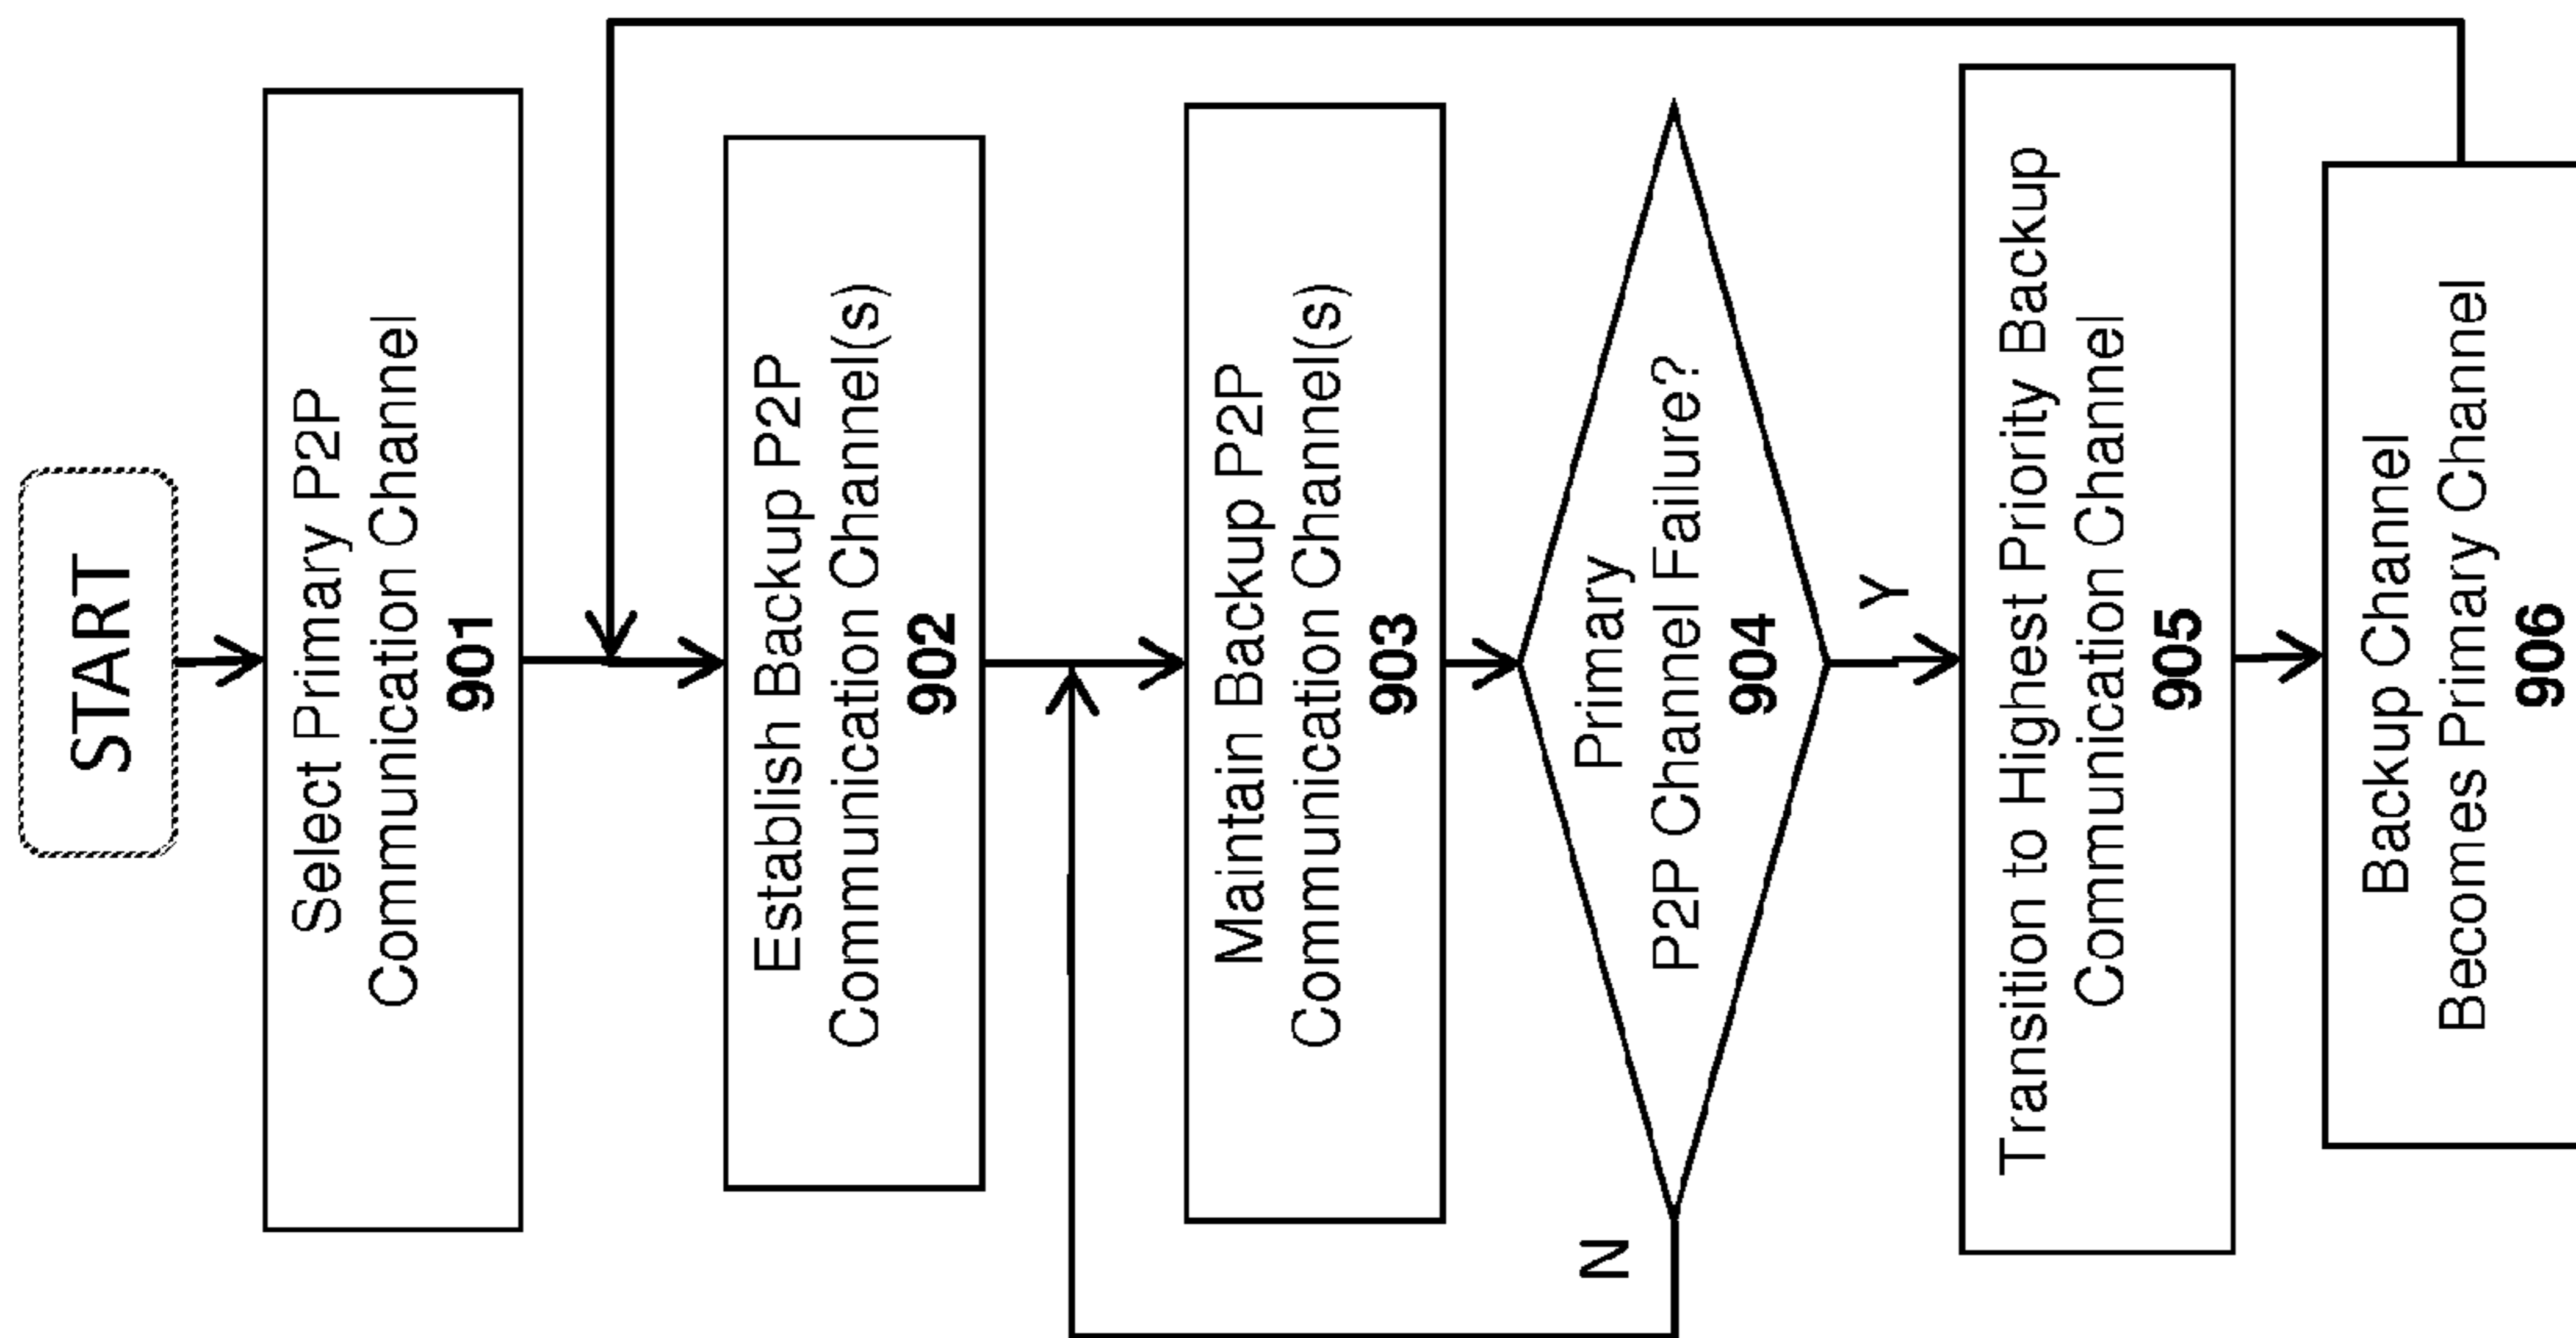 START
Select Primary P2P
Communication Channel
901
Establish Backup P2P
Communication Channel(s)
902
Maintain Backup P2P
Communication Channel(s)
903
Primary
P2P Channel Failure?
904
N
Y
Transition to Highest Priority Backup
Communication Channel
905
Backup Channel
Becomes Primary Channel
906